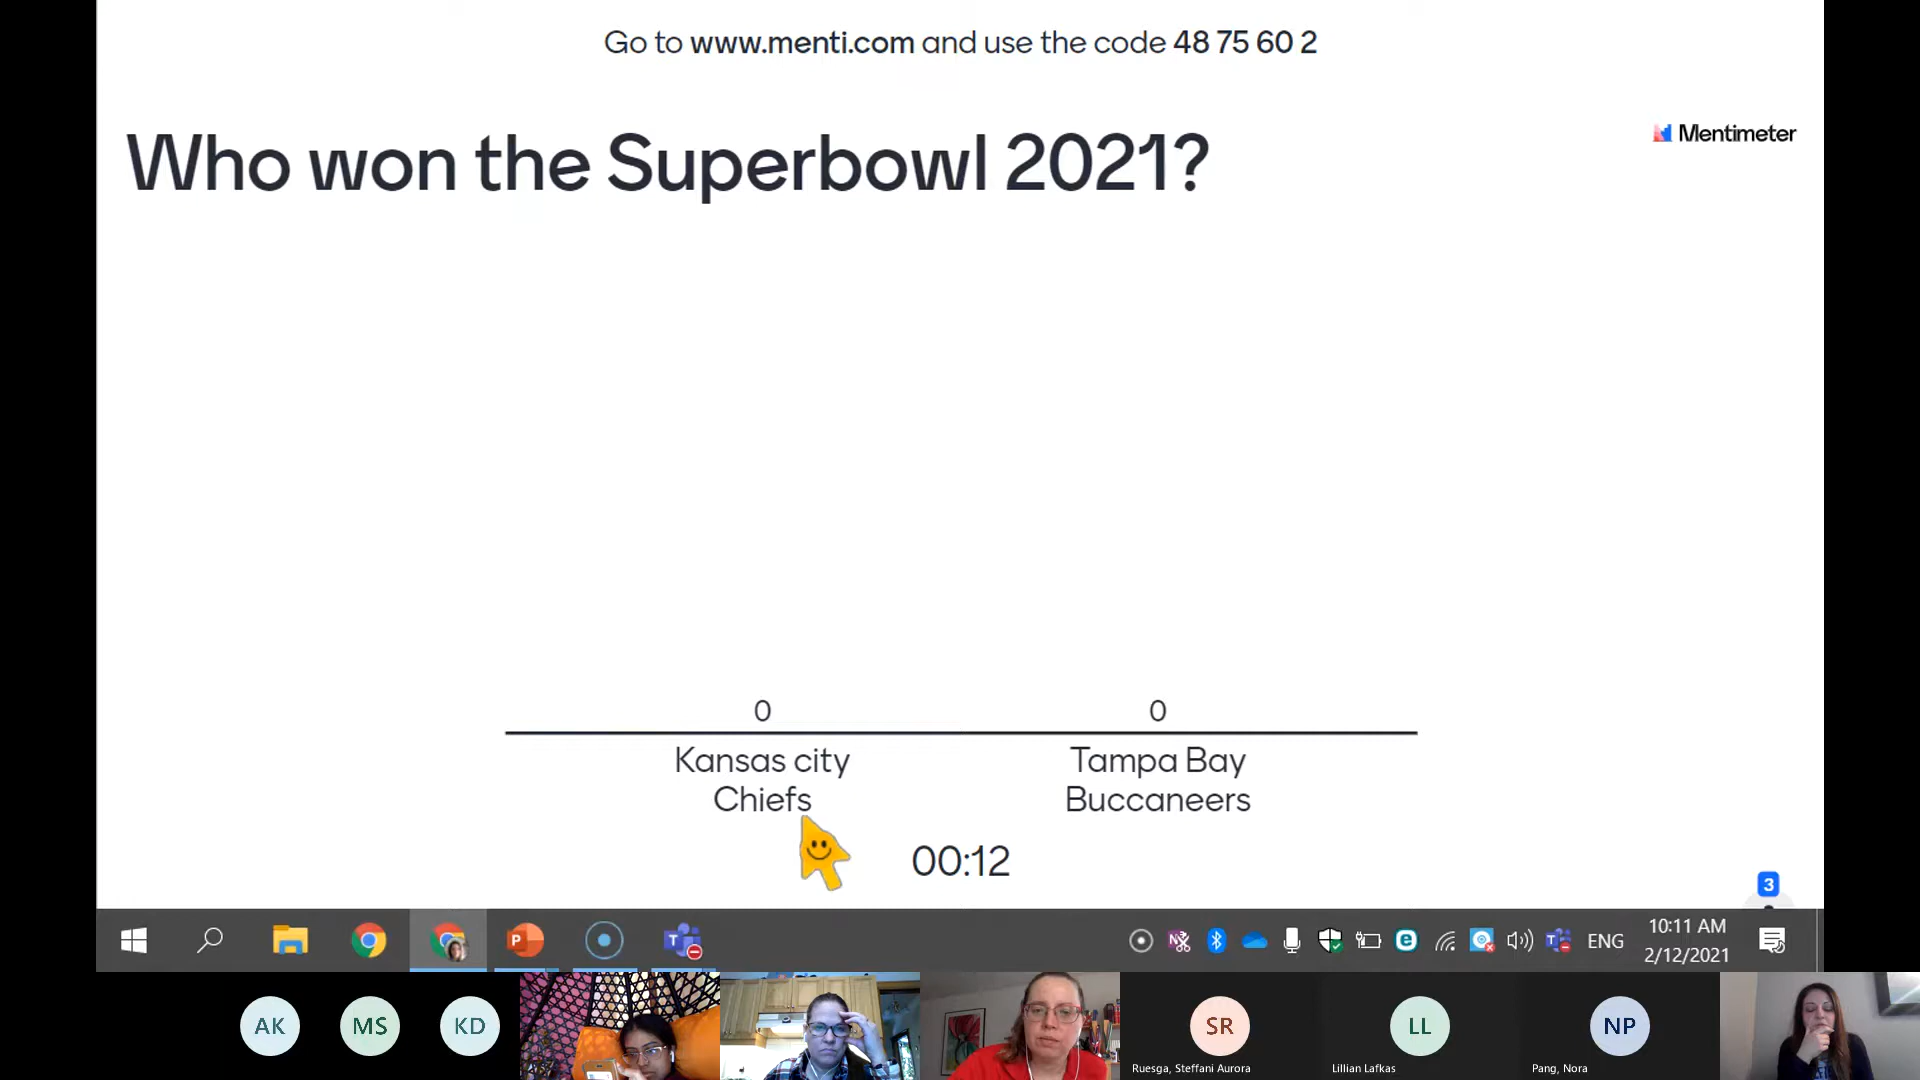 Go to www.menti.com and use the code 48 75 60 2
Who won the Superbowl 2021?
Mentimeter
0
0
Kansas city
Chiefs
Tampa Bay
Buccaneers
00:12
3
P
T
N
e
T
ENG
10:11 AM
2/12/2021
AK
MS
KD
SR
LL
NP
Ruesga, Steffani Aurora
Lillian Lafkas
Pang, Nora